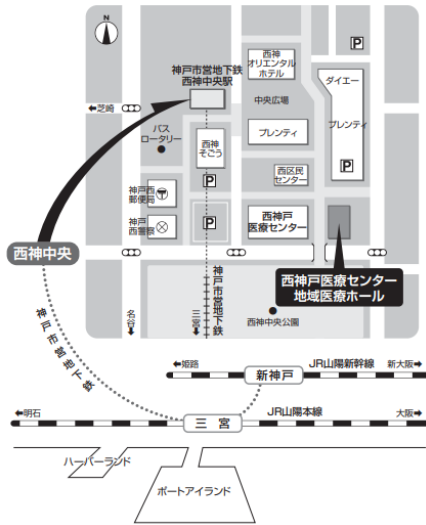 N
P
西神
オリエンタル
ホテル
神戸市営地下鉄
西神中央駅
ダイエー
中央広場
←芝崎
バス
ロータリー
西神
そごう
プレンティ
プレンティ
P
西区民
センター
P
神戸西
郵便局
神戸
西警察
P
西神戸
医療センター
西神中央
西神戸医療センター
地域医療ホール
神戸市営地下鉄
西神中央公園
名谷→
三宮→
神戸市営地下鉄
←姫路
JR山陽新幹線
新大阪→
新神戸
←明石
JR山陽本線
大阪→
三宮
ハーバーランド
ポートアイランド